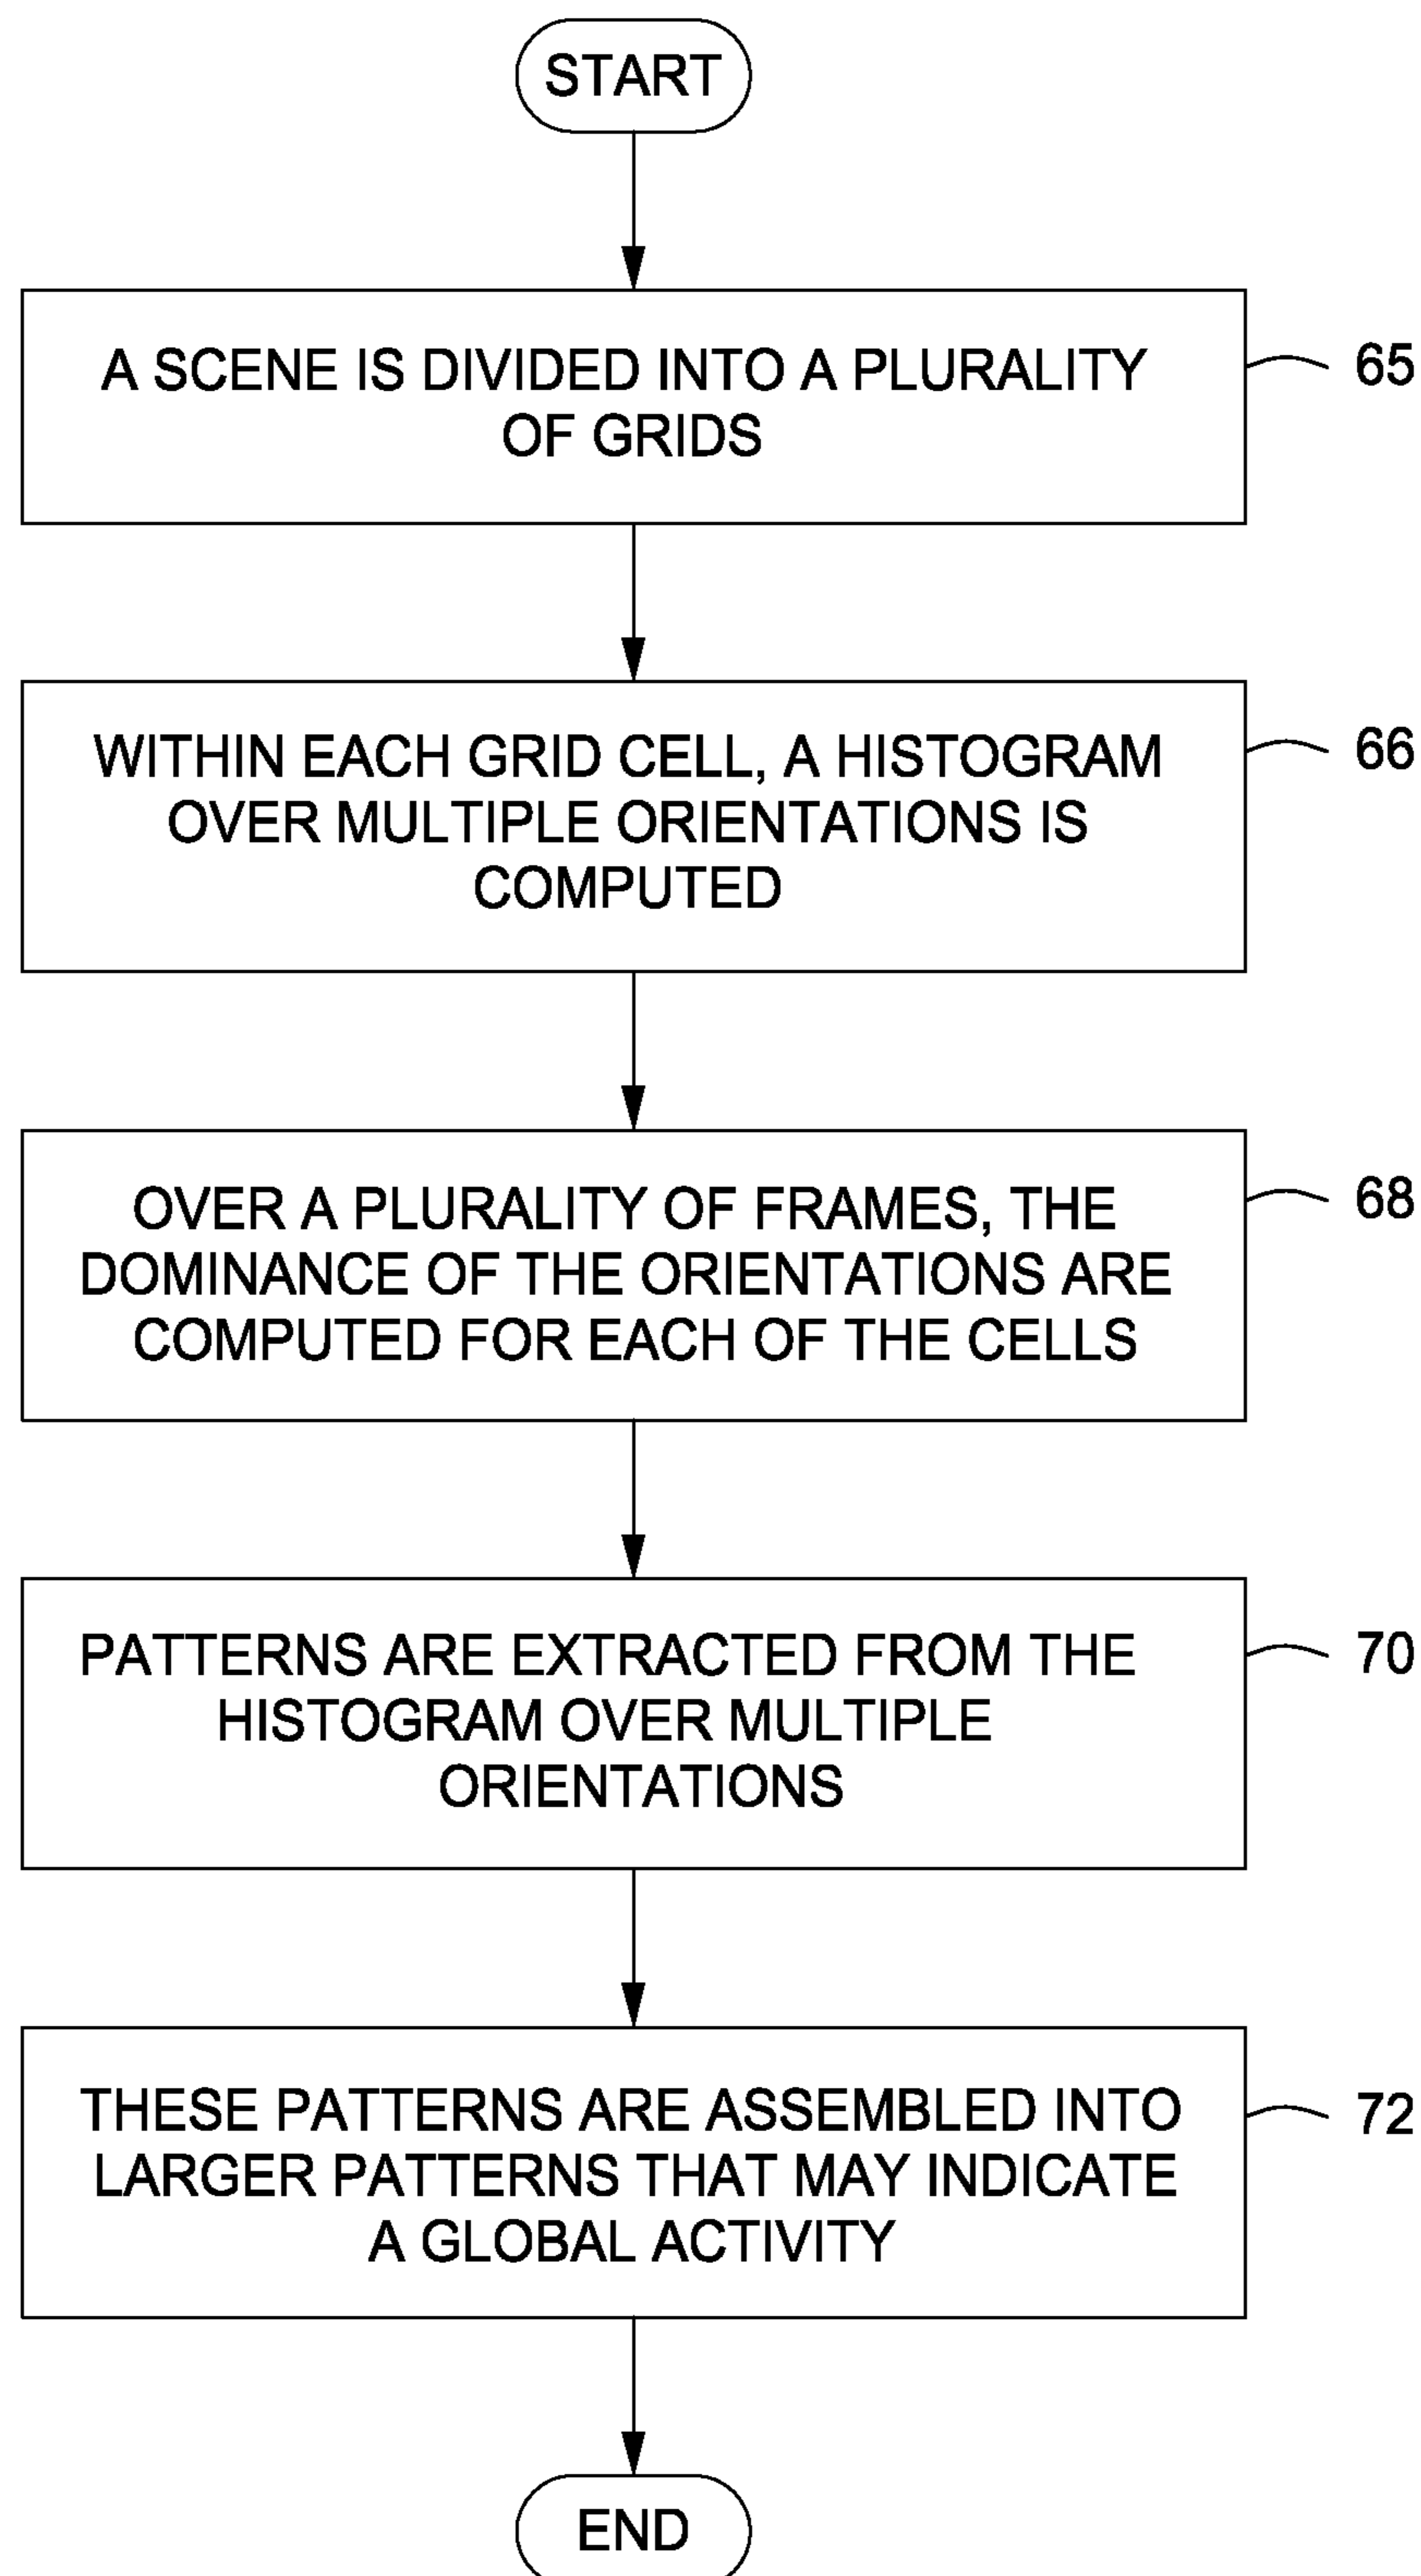 START
A SCENE IS DIVIDED INTO A PLURALITY
OF GRIDS
65
WITHIN EACH GRID CELL, A HISTOGRAM
OVER MULTIPLE ORIENTATIONS IS
COMPUTED
66
OVER A PLURALITY OF FRAMES, THE
DOMINANCE OF THE ORIENTATIONS ARE
COMPUTED FOR EACH OF THE CELLS
68
PATTERNS ARE EXTRACTED FROM THE
HISTOGRAM OVER MULTIPLE
ORIENTATIONS
70
THESE PATTERNS ARE ASSEMBLED INTO
LARGER PATTERNS THAT MAY INDICATE
A GLOBAL ACTIVITY
72
END